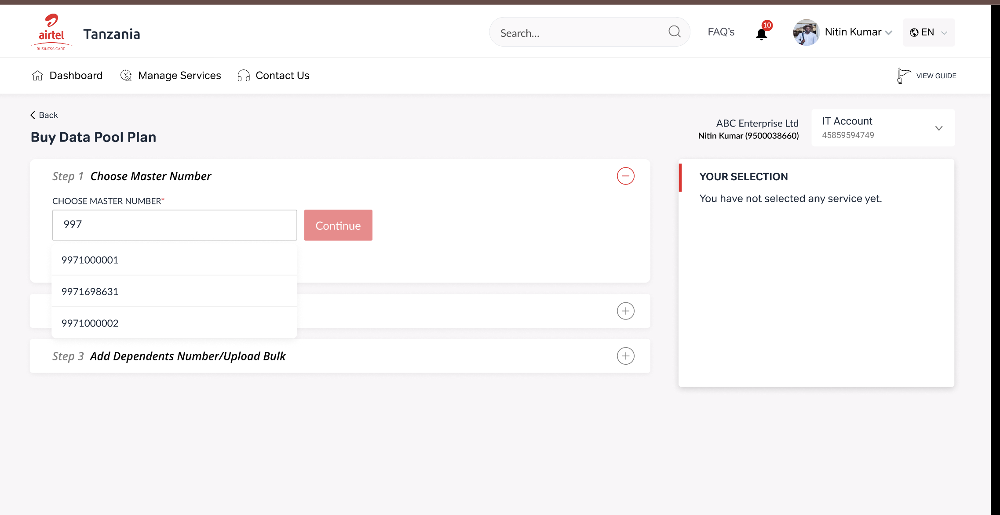 airtel
BUSINESS CARE
Tanzania
Search...
FAQ's
10
Nitin Kumar
EN
Dashboard
24
Manage Services
Contact Us
VIEW GUIDE
Back
Buy Data Pool Plan
ABC Enterprise Ltd
Nitin Kumar (9500038660)
IT Account
45859594749
Step 1 Choose Master Number
CHOOSE MASTER NUMBER*
997
Continue
9971000001
9971698631
9971000002
Step 3 Add Dependents Number/Upload Bulk
YOUR SELECTION
You have not selected any service yet.